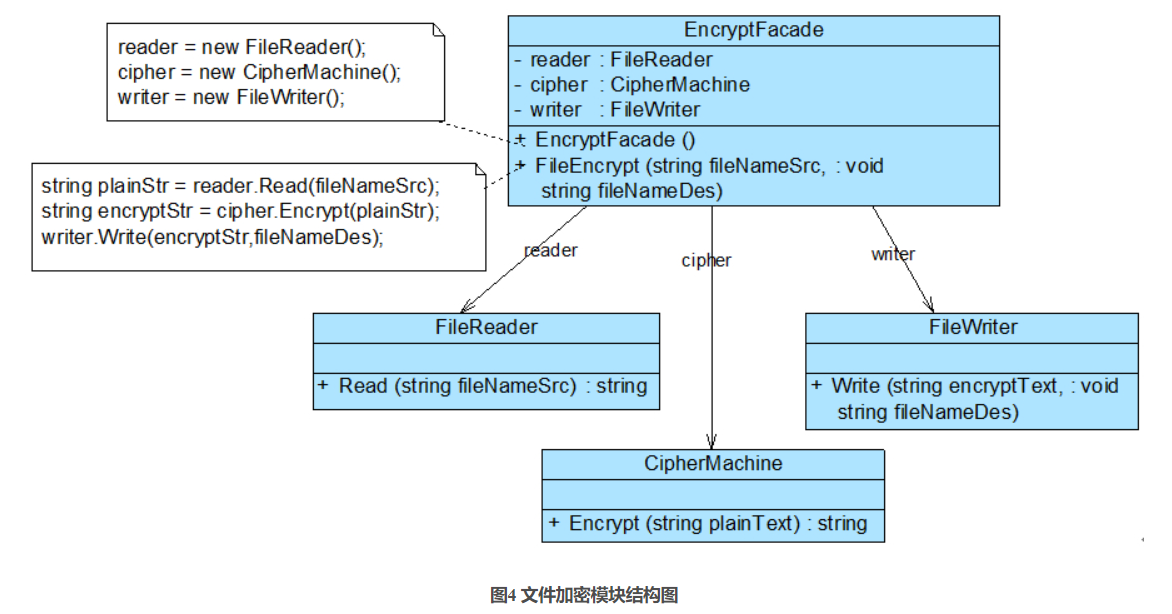 reader = new FileReader();
cipher = new CipherMachine();
writer = new FileWriter();
string plainStr = reader.Read(fileNameSrc);
string encryptStr = cipher.Encrypt(plainStr);
writer.Write(encryptStr,fileNameDes);
EncryptFacade
- reader : FileReader
- cipher : CipherMachine
- writer : FileWriter
+ EncryptFacade ()
+ FileEncrypt (string fileNameSrc, : void
string fileNameDes)
reader
cipher
writer
FileReader
+ Read (string fileNameSrc) : string
FileWriter
+ Write (string encryptText, : void
string fileNameDes)
CipherMachine
+ Encrypt (string plainText) : string
图4 文件加密模块结构图